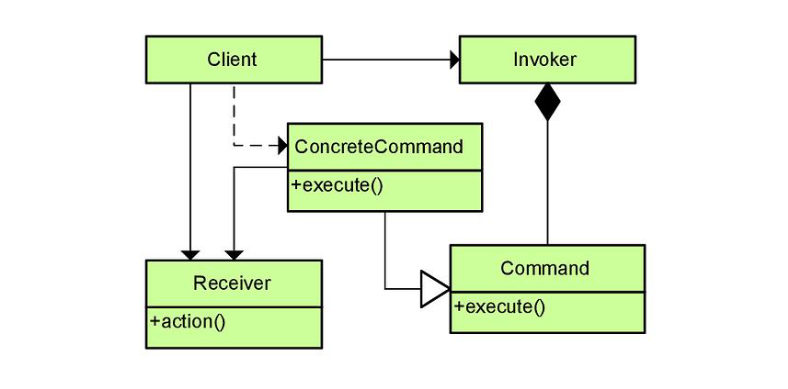 Client
Invoker
ConcreteCommand
+execute()
Command
+execute()
Receiver
+action()